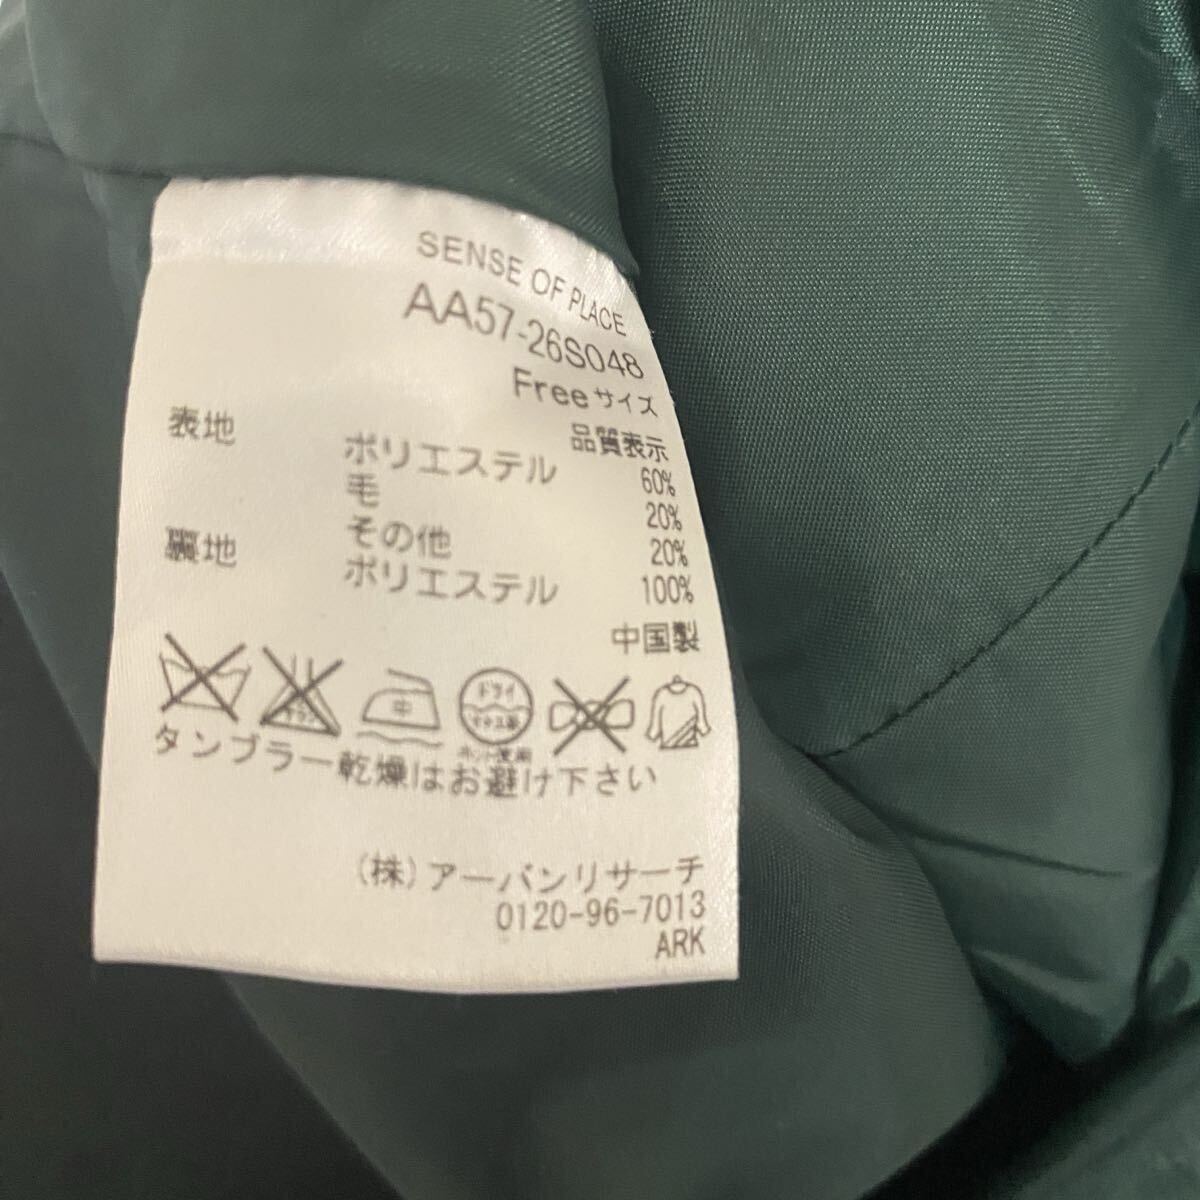 SENSE OF PLACE
AA57-26S048
Freeサイズ
品質表示
表地 ポリエステル 60%
毛 20%
その他 20%
裏地 ポリエステル 100%
中国製
中
ドライ
タンブラー乾燥はお避け下さい
(株)アーバンリサーチ
0120-96-7013
ARK